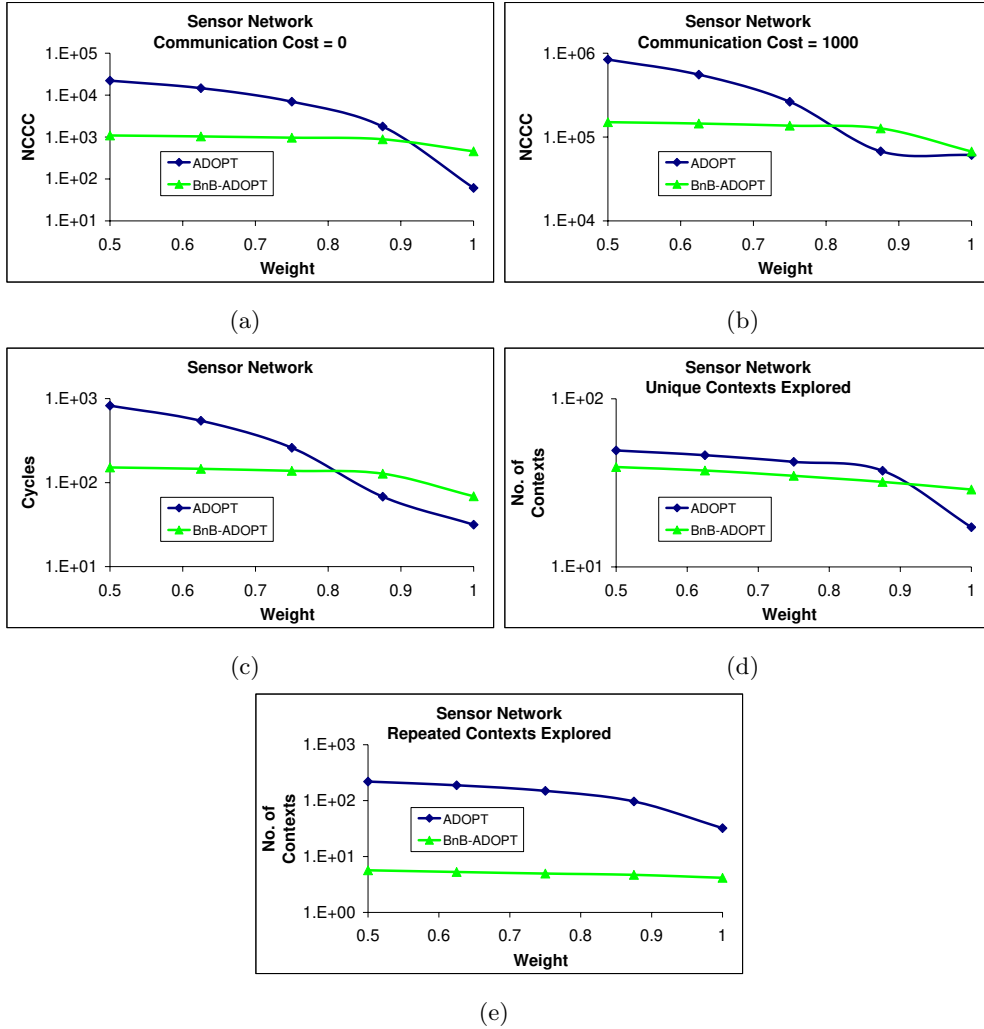 Sensor Network
Communication Cost = 0
1.E+05
1.E+04
1.E+03
1.E+02
1.E+01
NCCC
ADOPT
BnB-ADOPT
0.5 0.6 0.7 0.8 0.9 1
Weight
(a)
Sensor Network
Communication Cost = 1000
1.E+06
1.E+05
1.E+04
NCCC
ADOPT
BnB-ADOPT
0.5 0.6 0.7 0.8 0.9 1
Weight
(b)
Sensor Network
1.E+03
1.E+02
1.E+01
Cycles
ADOPT
BnB-ADOPT
0.5 0.6 0.7 0.8 0.9 1
Weight
(c)
Sensor Network
Unique Contexts Explored
1.E+02
1.E+01
No. of
Contexts
ADOPT
BnB-ADOPT
0.5 0.6 0.7 0.8 0.9 1
Weight
(d)
Sensor Network
Repeated Contexts Explored
1.E+03
1.E+02
1.E+01
1.E+00
No. of
Contexts
ADOPT
BnB-ADOPT
0.5 0.6 0.7 0.8 0.9 1
Weight
(e)